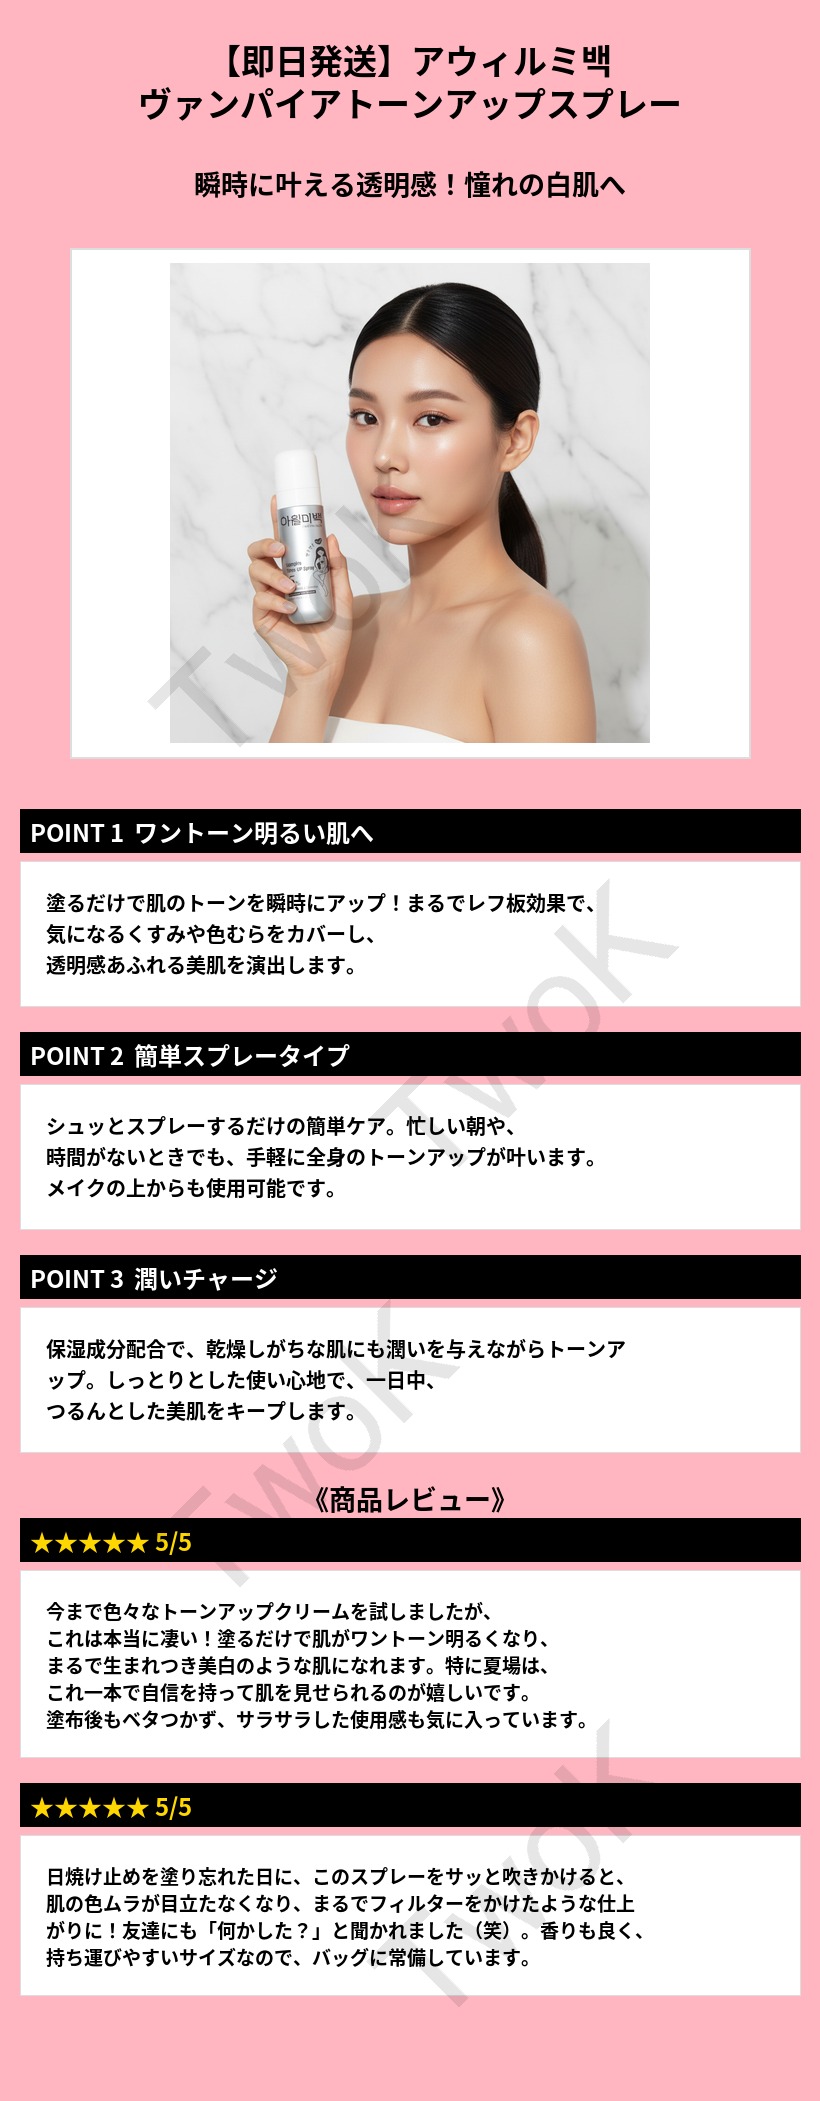 【即日発送】アウィルミ백
ヴァンパイアトーンアップスプレー
瞬時に叶える透明感！憧れの白肌へ
아윌미백
TwoK
POINT 1 ワントーン明るい肌へ
塗るだけで肌のトーンを瞬時にアップ！まるでレフ板効果で、
気になるくすみや色むらをカバーし、
透明感あふれる美肌を演出します。
TwoK
POINT 2 簡単スプレータイプ
シュッとスプレーするだけの簡単ケア。忙しい朝や、
時間がないときでも、手軽に全身のトーンアップが叶います。
メイクの上からも使用可能です。
POINT 3 潤いチャージ
保湿成分配合で、乾燥しがちな肌にも潤いを与えながらトーンア
ップ。しっとりとした使い心地で、一日中、
つるんとした美肌をキープします。
TwoK
《商品レビュー》
★★★★★ 5/5
今まで色々なトーンアップクリームを試しましたが、
これは本当に凄い！塗るだけで肌がワントーン明るくなり、
まるで生まれつき美白のような肌になれます。特に夏場は、
これ一本で自信を持って肌を見せられるのが嬉しいです。
塗布後もベタつかず、サラサラした使用感も気に入っています。
★★★★★ 5/5
日焼け止めを塗り忘れた日に、このスプレーをサッと吹きかけると、
肌の色ムラが目立たなくなり、まるでフィルターをかけたような仕上
がりに！友達にも「何かした？」と聞かれました（笑）。香りも良く、
持ち運びやすいサイズなので、バッグに常備しています。
TwoK